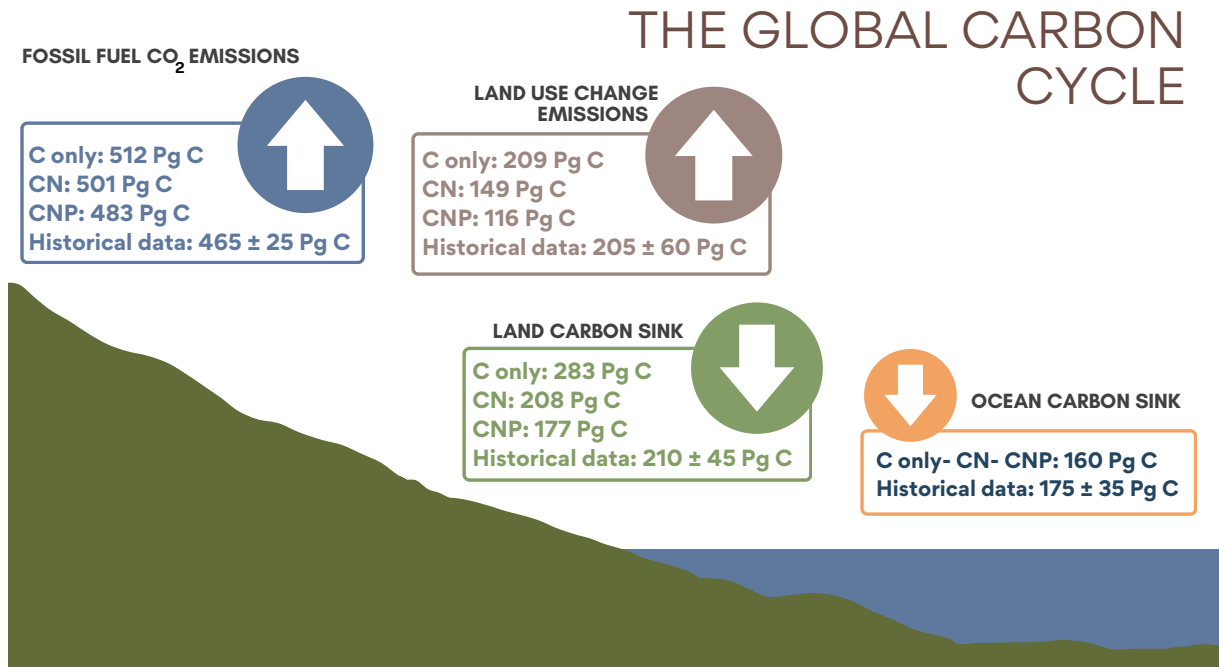 THE GLOBAL CARBON
CYCLE
FOSSIL FUEL CO2 EMISSIONS
C only: 512 Pg C
CN: 501 Pg C
CNP: 483 Pg C
Historical data: 465 ± 25 Pg C
LAND USE CHANGE
EMISSIONS
C only: 209 Pg C
CN: 149 Pg C
CNP: 116 Pg C
Historical data: 205 ± 60 Pg C
LAND CARBON SINK
C only: 283 Pg C
CN: 208 Pg C
CNP: 177 Pg C
Historical data: 210 ± 45 Pg C
OCEAN CARBON SINK
C only- CN- CNP: 160 Pg C
Historical data: 175 ± 35 Pg C